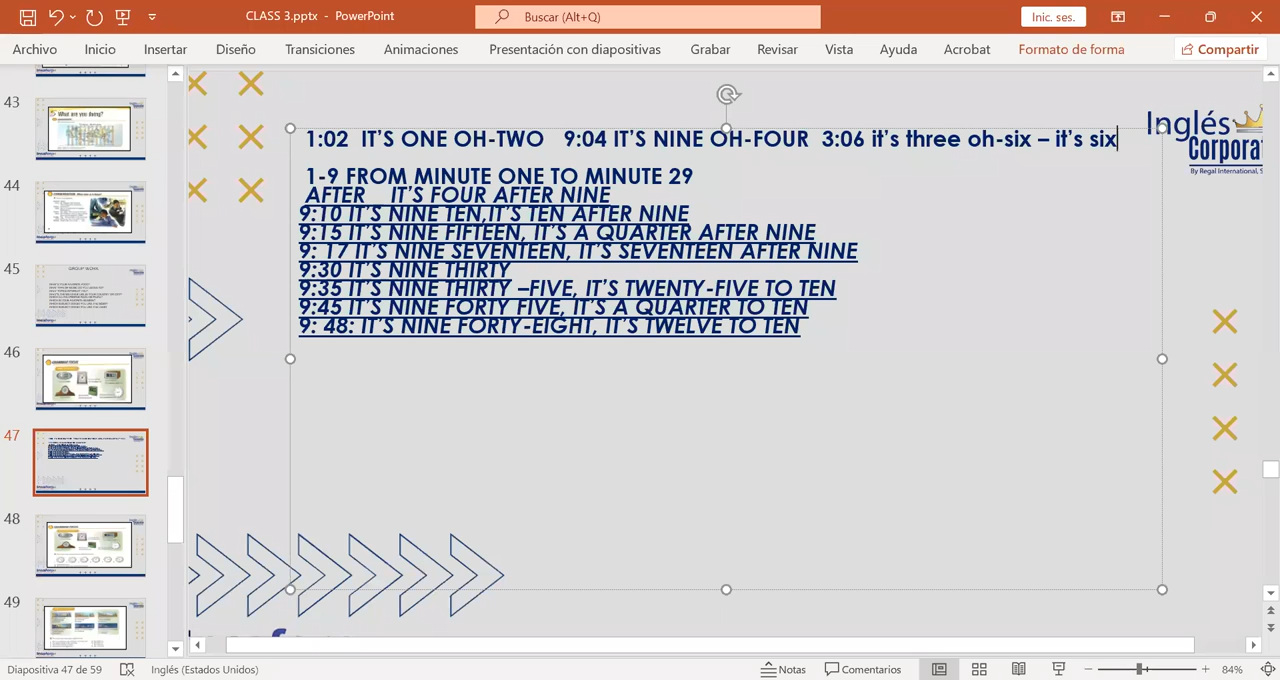 CLASS 3.pptx - PowerPoint
Buscar (Alt+Q)
Inic. ses.
Archivo Inicio Insertar Diseño Transiciones Animaciones Presentación con diapositivas Grabar Revisar Vista Ayuda Acrobat Formato de forma Compartir
43
What are you doing?
44
45
46
47
48
49
1:02 IT’S ONE OH-TWO 9:04 IT’S NINE OH-FOUR 3:06 it’s three oh-six – it’s six
1-9 FROM MINUTE ONE TO MINUTE 29
AFTER IT’S FOUR AFTER NINE
9:10 IT’S NINE TEN,IT’S TEN AFTER NINE
9:15 IT’S NINE FIFTEEN, IT’S A QUARTER AFTER NINE
9: 17 IT’S NINE SEVENTEEN, IT’S SEVENTEEN AFTER NINE
9:30 IT’S NINE THIRTY
9:35 IT’S NINE THIRTY –FIVE, IT’S TWENTY-FIVE TO TEN
9:45 IT’S NINE FORTY FIVE, IT’S A QUARTER TO TEN
9: 48: IT’S NINE FORTY-EIGHT, IT’S TWELVE TO TEN
Inglés
Corporat
By Regal International, S
Diapositiva 47 de 59 Inglés (Estados Unidos) Notas Comentarios 84%